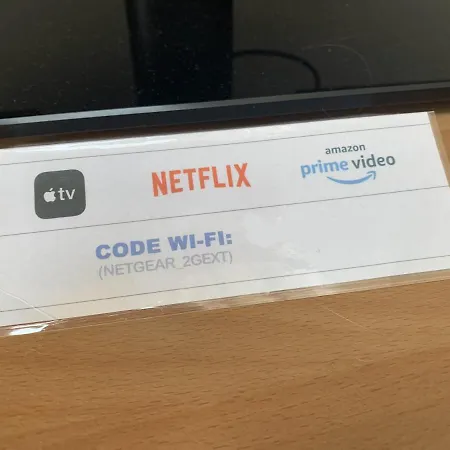 tv
NETFLIX
amazon
prime video
CODE WI-FI:
(NETGEAR_2GEXT)